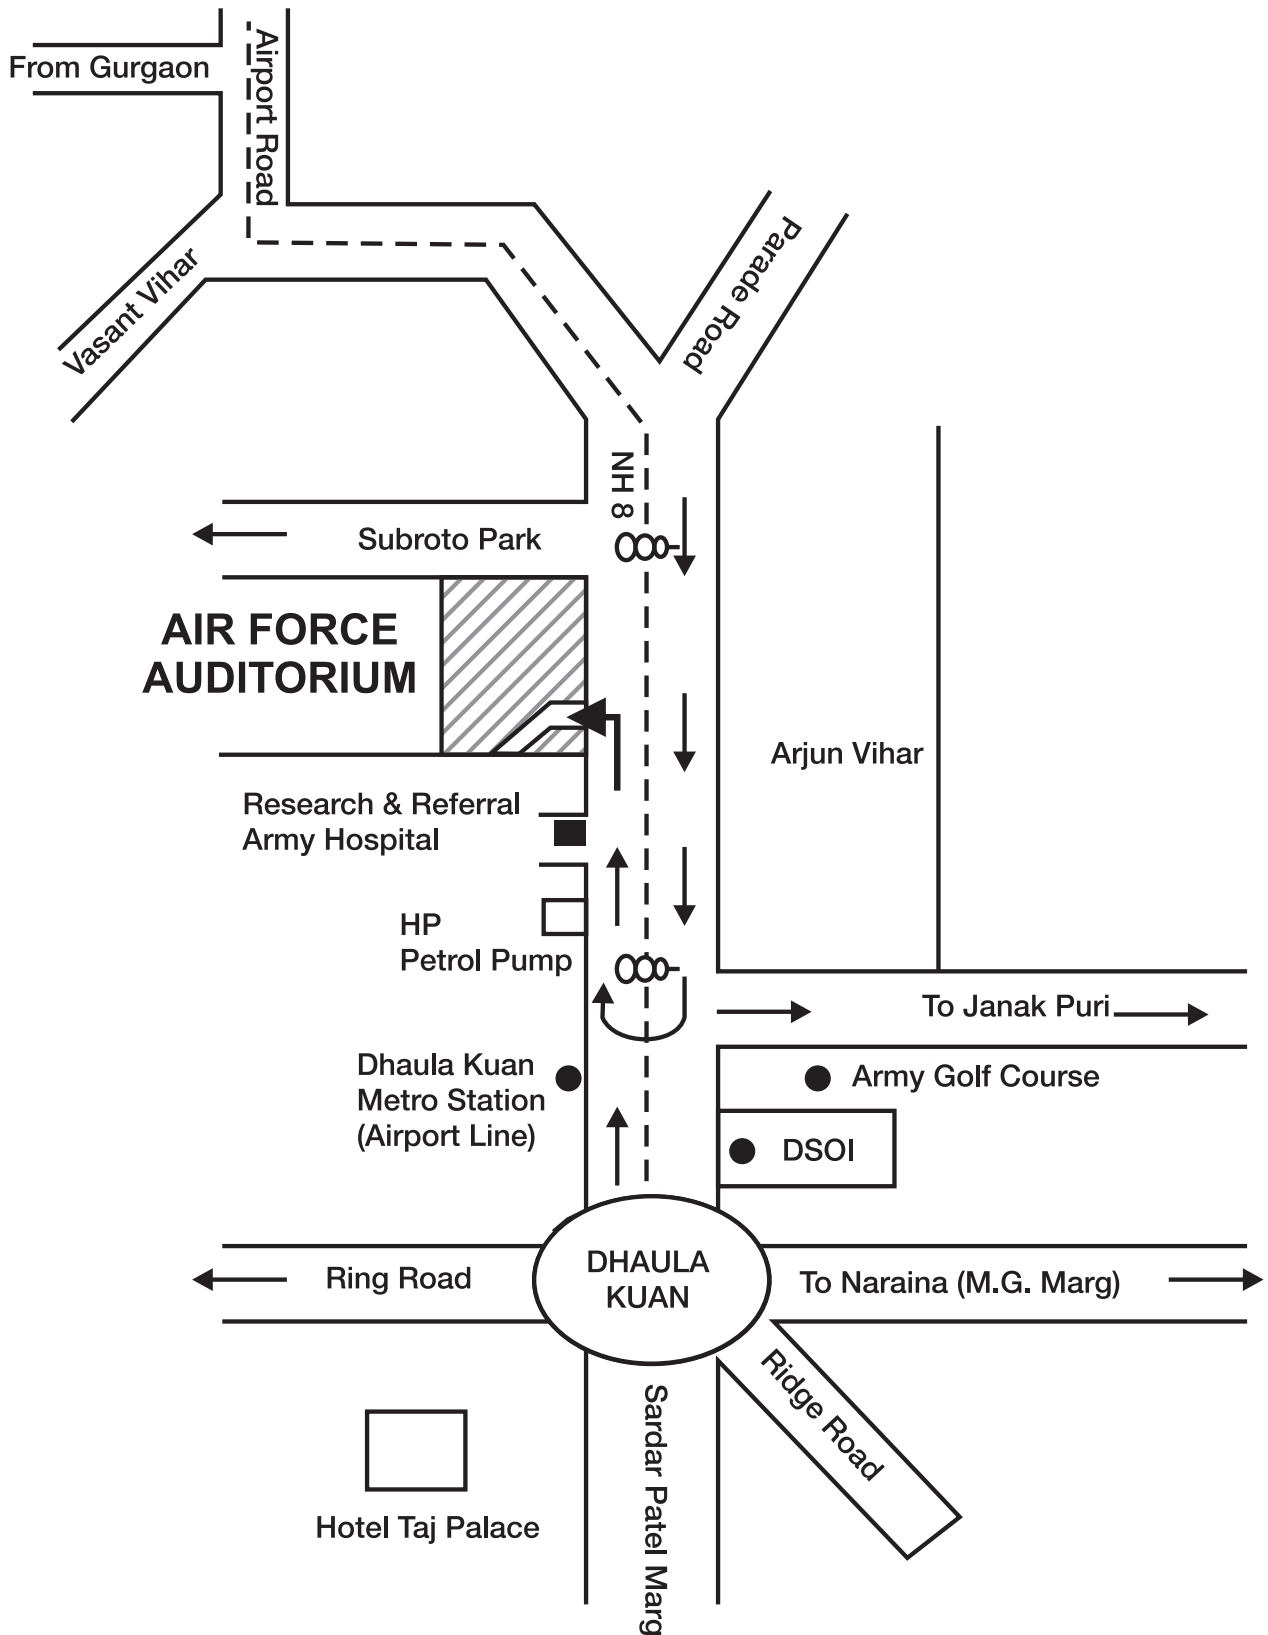 From Gurgaon
Airport Road
Vasant Vihar
Parade Road
NH 8
Subroto Park
AIR FORCE
AUDITORIUM
Arjun Vihar
Research & Referral
Army Hospital
HP
Petrol Pump
To Janak Puri
Dhaula Kuan
Metro Station
(Airport Line)
Army Golf Course
DSOI
DHAULA
KUAN
Ring Road
To Naraina (M.G. Marg)
Ridge Road
Sardar Patel Marg
Hotel Taj Palace